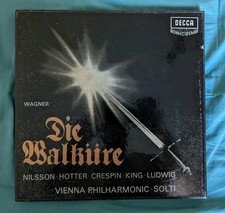 DECCA
WAGNER
Die
Walküre
NILSSON · HOTTER · CRESPIN · KING · LUDWIG
VIENNA PHILHARMONIC · SOLTI